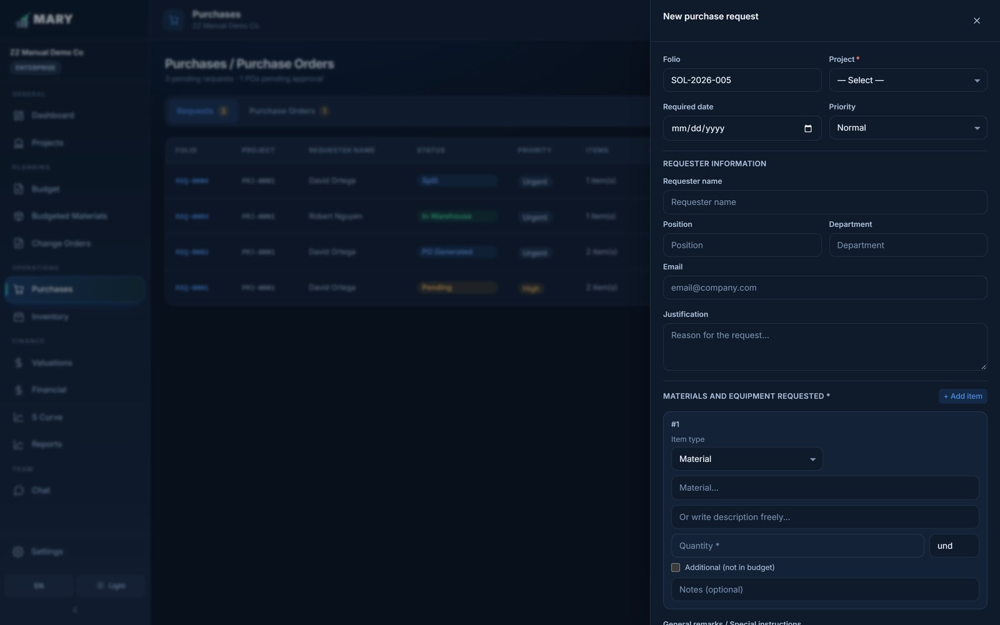 MARY
ZZ Manual Demo Co
ENTERPRISE
GENERAL
Dashboard
Projects
PLANNING
Budget
Budgeted Materials
Change Orders
OPERATIONS
Purchases
Inventory
FINANCE
Valuations
Financial
S Curve
Reports
TEAM
Chat
Settings
EN
Light
Purchases
ZZ Manual Demo Co
Purchases / Purchase Orders
3 pending requests · 1 POs pending approval
Requests 3
Purchase Orders 1
FOLIO PROJECT REQUESTER NAME STATUS PRIORITY ITEMS
REQ-0004 PRJ-0001 David Ortega Split Urgent 1 item(s)
REQ-0003 PRJ-0001 Robert Nguyen In Warehouse Urgent 1 item(s)
REQ-0002 PRJ-0001 David Ortega PO Generated Urgent 2 item(s)
REQ-0001 PRJ-0001 David Ortega Pending High 2 item(s)
New purchase request
Folio
SOL-2026-005
Project *
— Select —
Required date
mm/dd/yyyy
Priority
Normal
REQUESTER INFORMATION
Requester name
Requester name
Position
Position
Department
Department
Email
email@company.com
Justification
Reason for the request...
MATERIALS AND EQUIPMENT REQUESTED *
+ Add item
#1
Item type
Material
Material...
Or write description freely...
Quantity *
und
Additional (not in budget)
Notes (optional)
General remarks / Special instructions